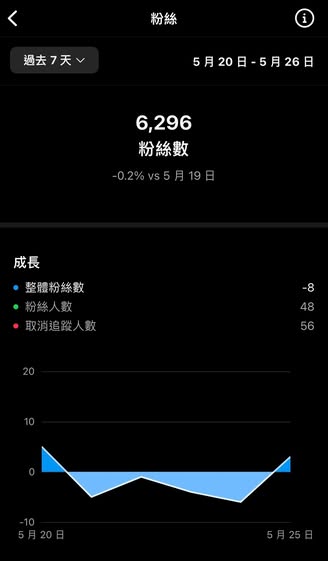 粉絲
過去 7 天
5 月 20 日 - 5 月 26 日
6,296
粉絲數
-0.2% vs 5 月 19 日
成長
整體粉絲數 -8
粉絲人數 48
取消追蹤人數 56
20
10
0
-10
5 月 20 日 5 月 25 日